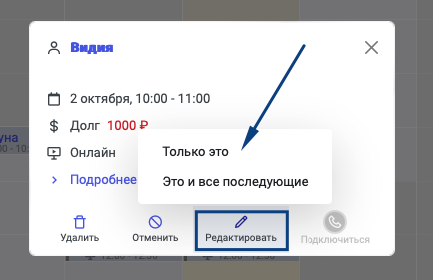 Видия
2 октября, 10:00 - 11:00
Долг 1000 ₽
Только это
Онлайн
Это и все последующие
Подробнее
Удалить
Отменить
Редактировать
Подключиться